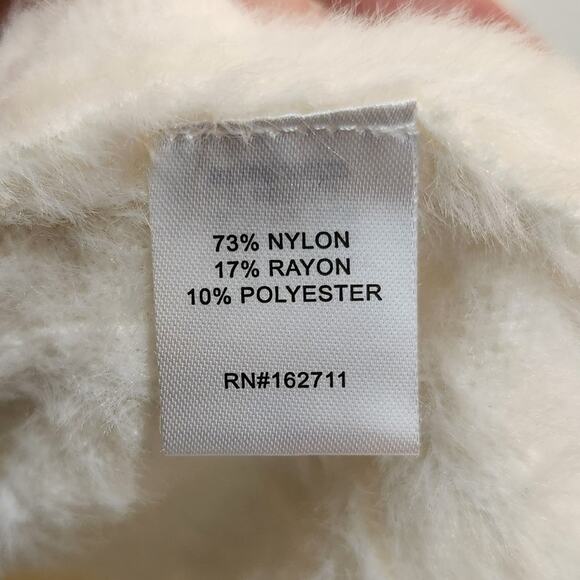 73% NYLON
17% RAYON
10% POLYESTER
RN#162711